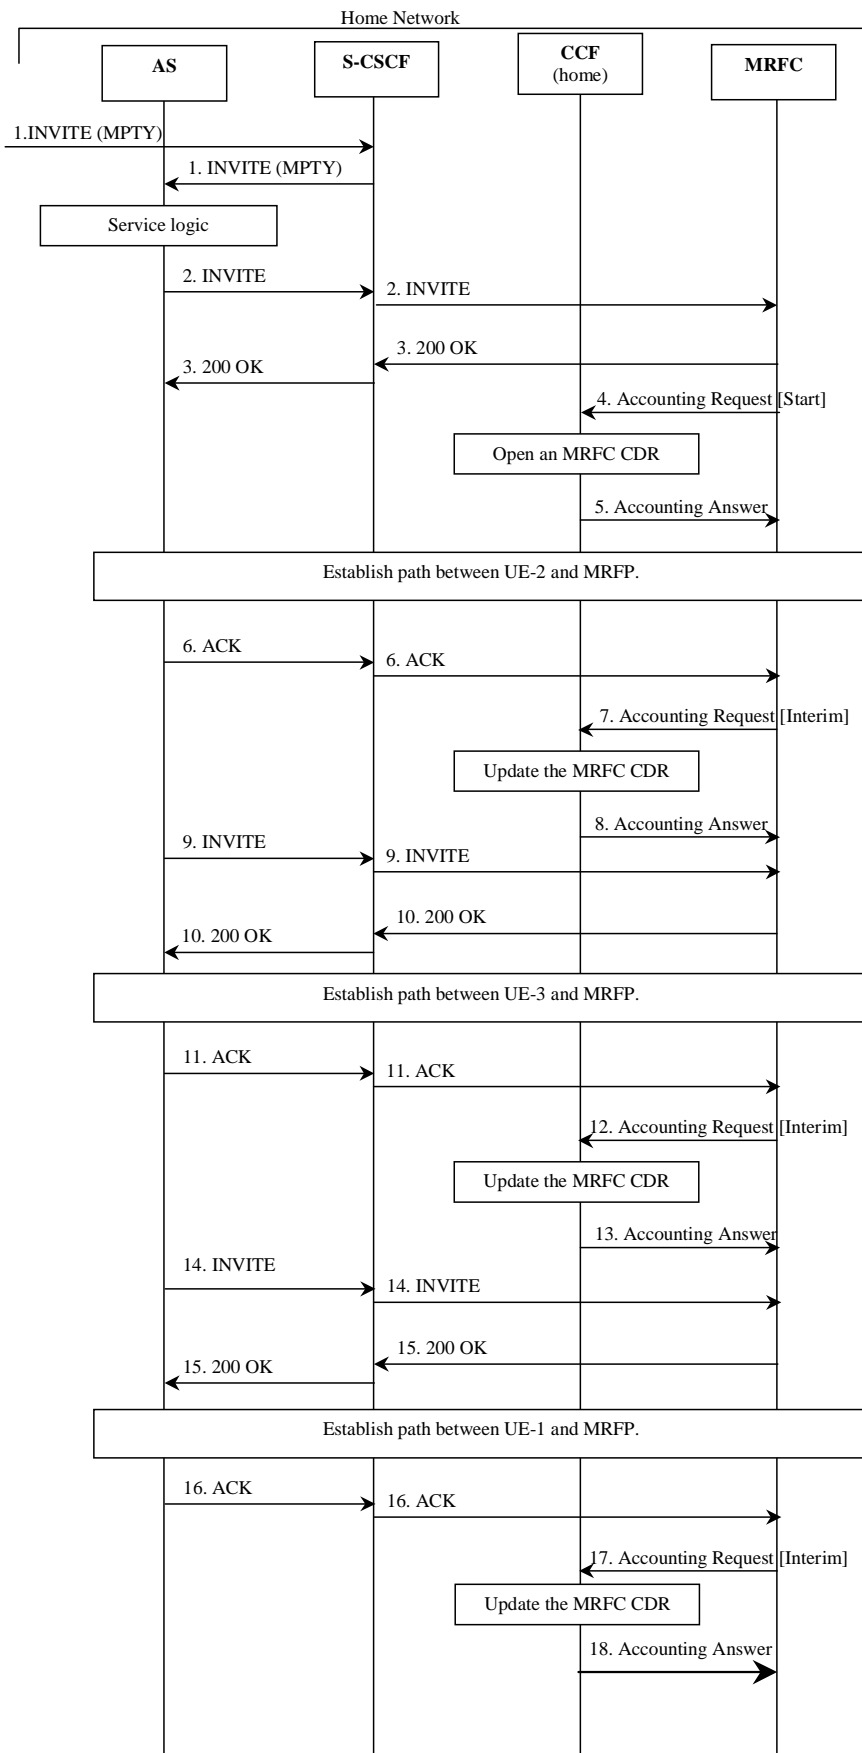 Home Network
AS
S-CSCF
CCF
(home)
MRFC
1.INVITE (MPTY)
1. INVITE (MPTY)
Service logic
2. INVITE
2. INVITE
3. 200 OK
3. 200 OK
4. Accounting Request [Start]
Open an MRFC CDR
5. Accounting Answer
Establish path between UE-2 and MRFP.
6. ACK
6. ACK
7. Accounting Request [Interim]
Update the MRFC CDR
8. Accounting Answer
9. INVITE
9. INVITE
10. 200 OK
10. 200 OK
Establish path between UE-3 and MRFP.
11. ACK
11. ACK
12. Accounting Request [Interim]
Update the MRFC CDR
13. Accounting Answer
14. INVITE
14. INVITE
15. 200 OK
15. 200 OK
Establish path between UE-1 and MRFP.
16. ACK
16. ACK
17. Accounting Request [Interim]
Update the MRFC CDR
18. Accounting Answer